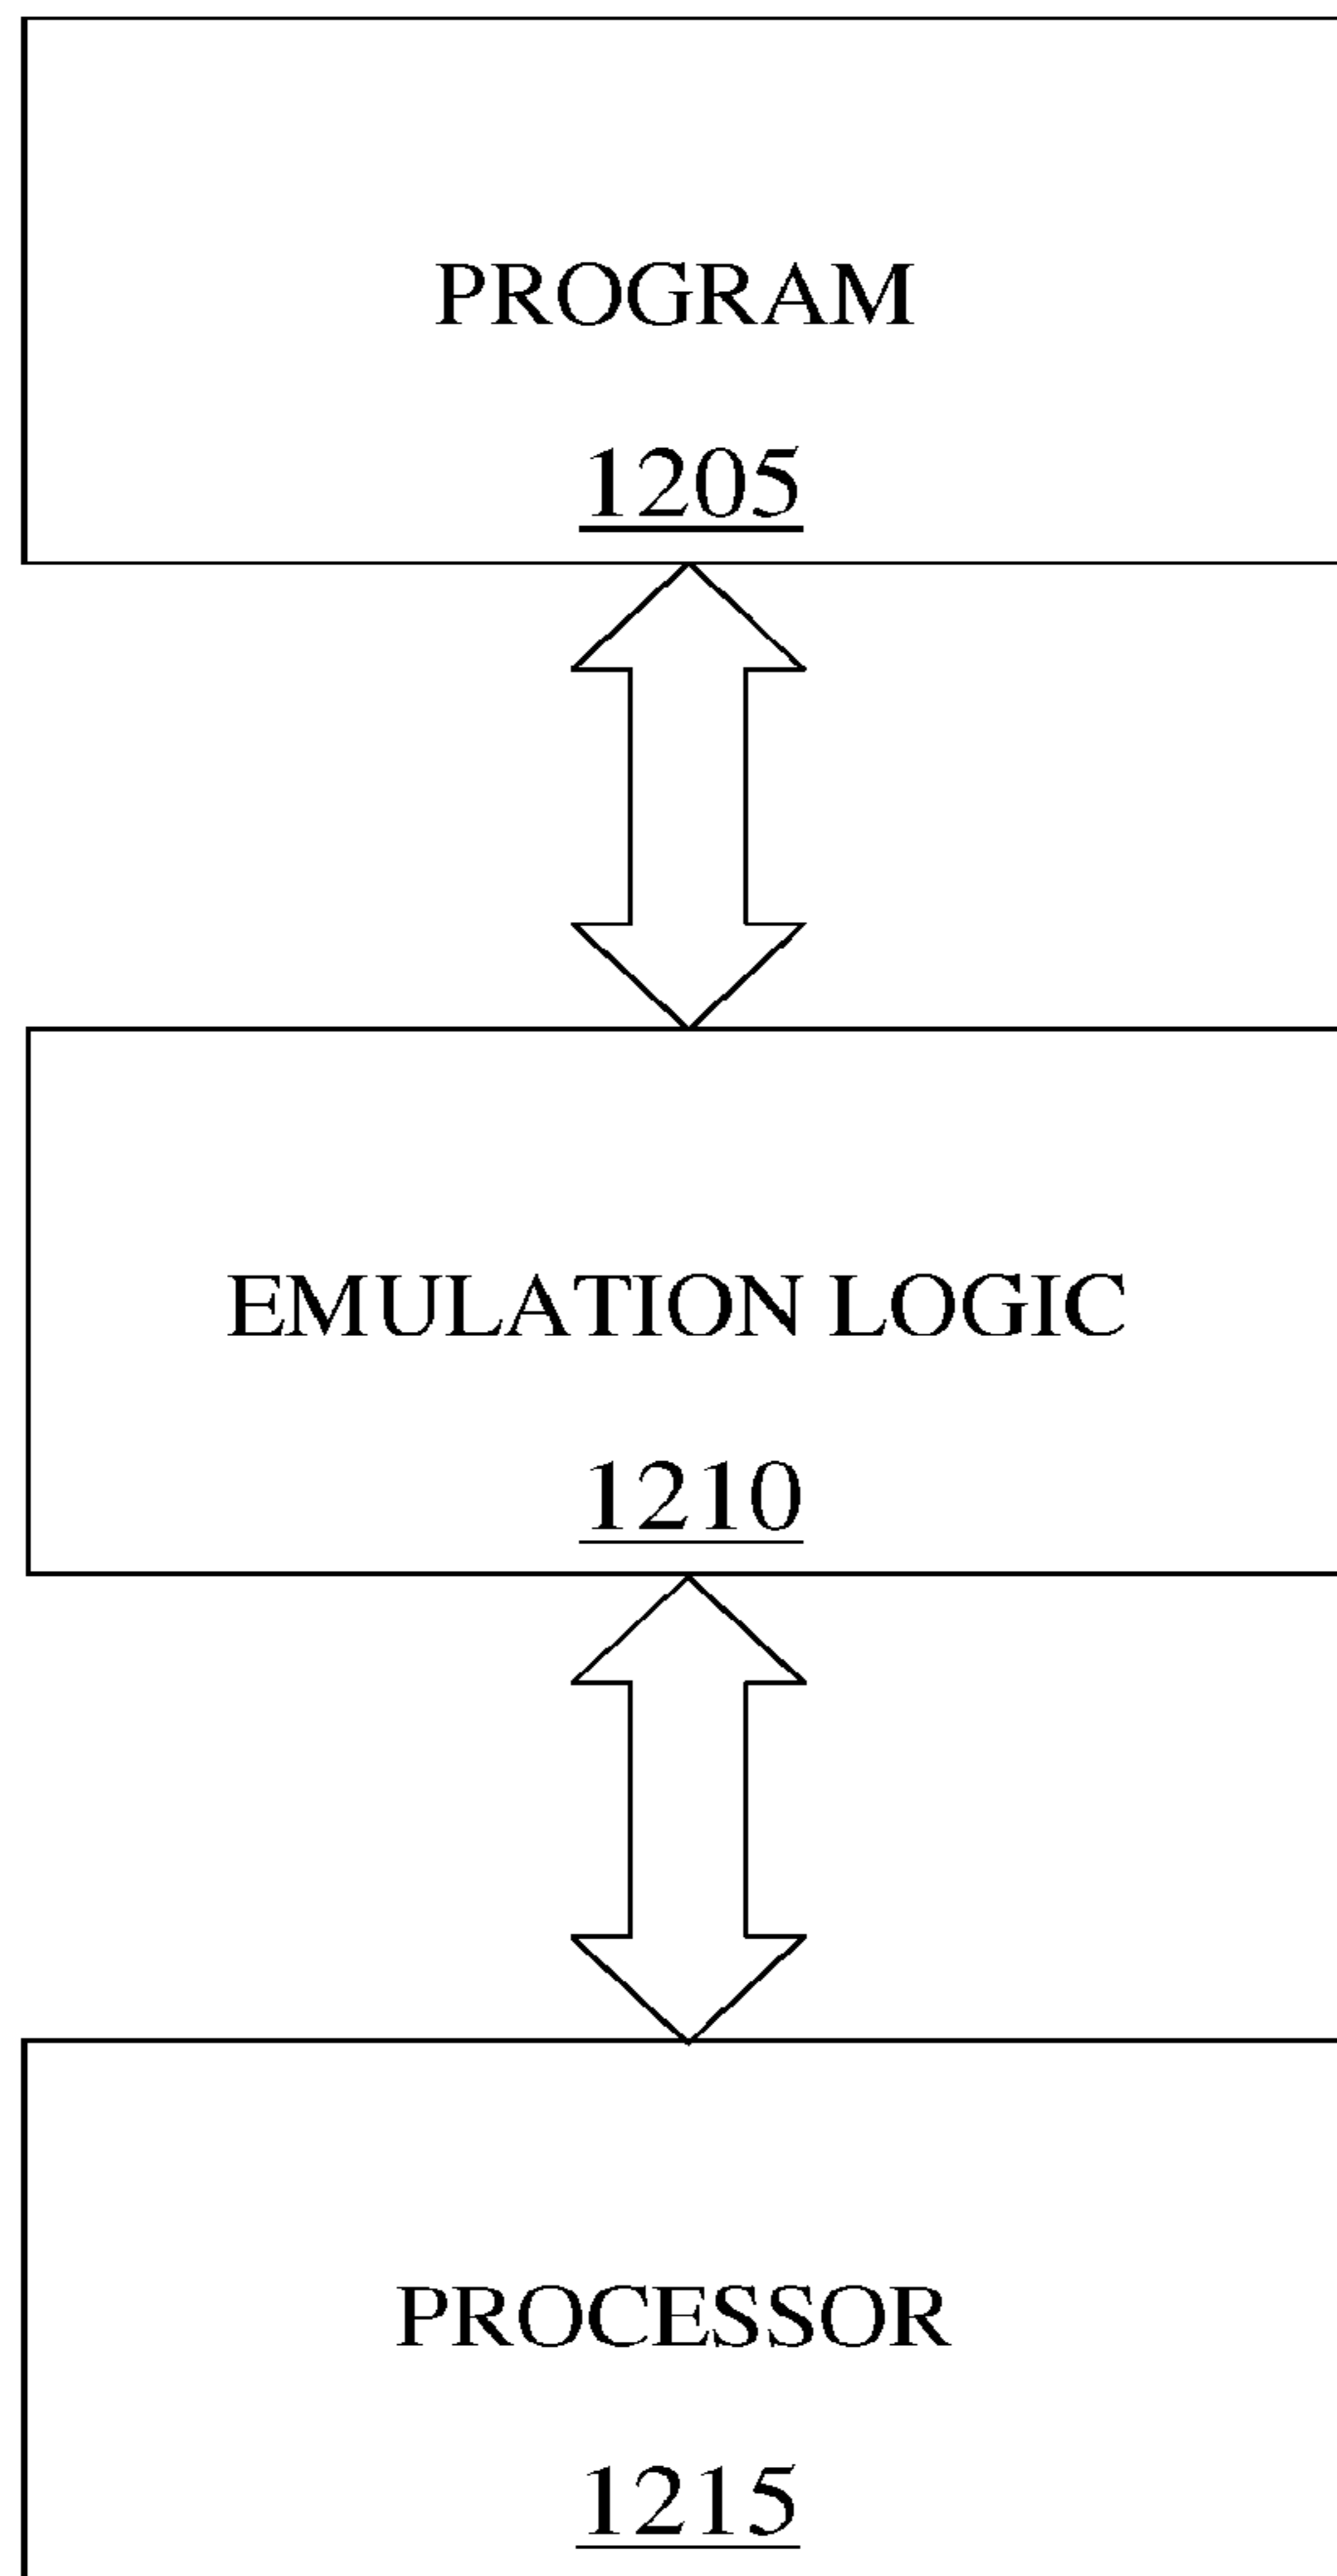 PROGRAM
1205
EMULATION LOGIC
1210
PROCESSOR
1215